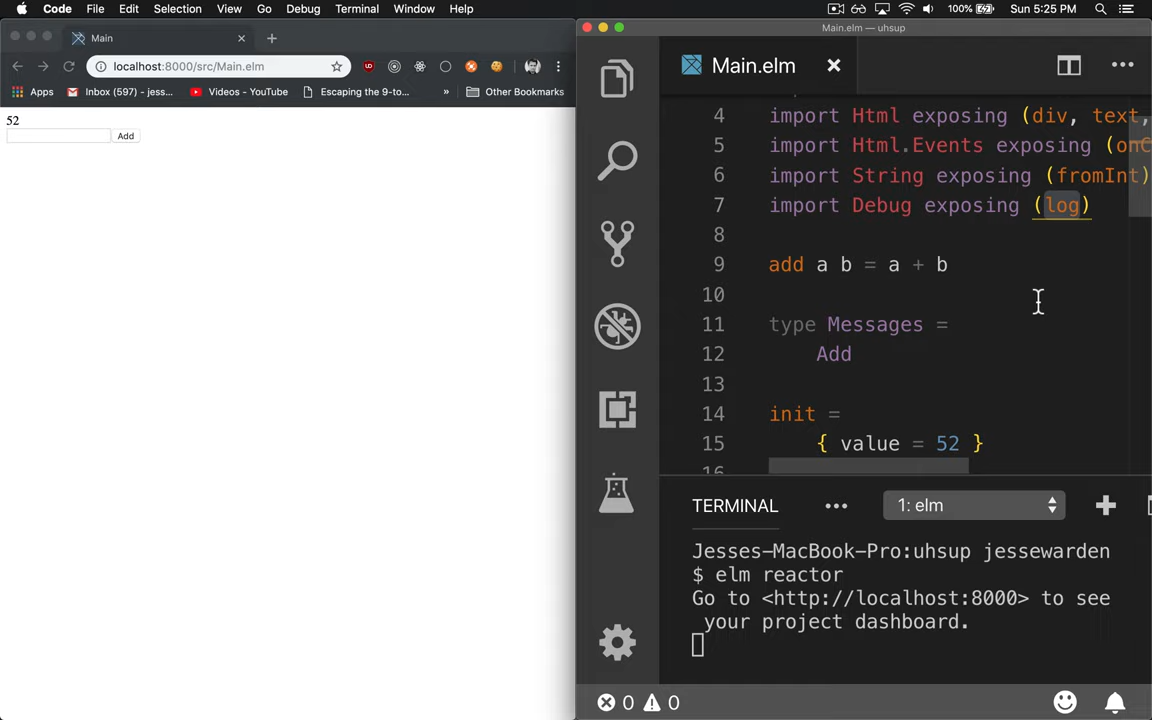 Code File Edit Selection View Go Debug Terminal Window Help 100% Sun 5:25 PM
Main
localhost:8000/src/Main.elm
Apps Inbox (597) - jess... Videos - YouTube Escaping the 9-to... » Other Bookmarks
52
Add
Main.elm — uhsup
Main.elm
4 import Html exposing (div, text,
5 import Html.Events exposing (onC
6 import String exposing (fromInt)
7 import Debug exposing (log)
8
9 add a b = a + b
10
11 type Messages =
12 Add
13
14 init =
15 { value = 52 }
16
TERMINAL ... 1: elm
Jesses-MacBook-Pro:uhsup jessewarden
$ elm reactor
Go to <http://localhost:8000> to see
your project dashboard.
0 0